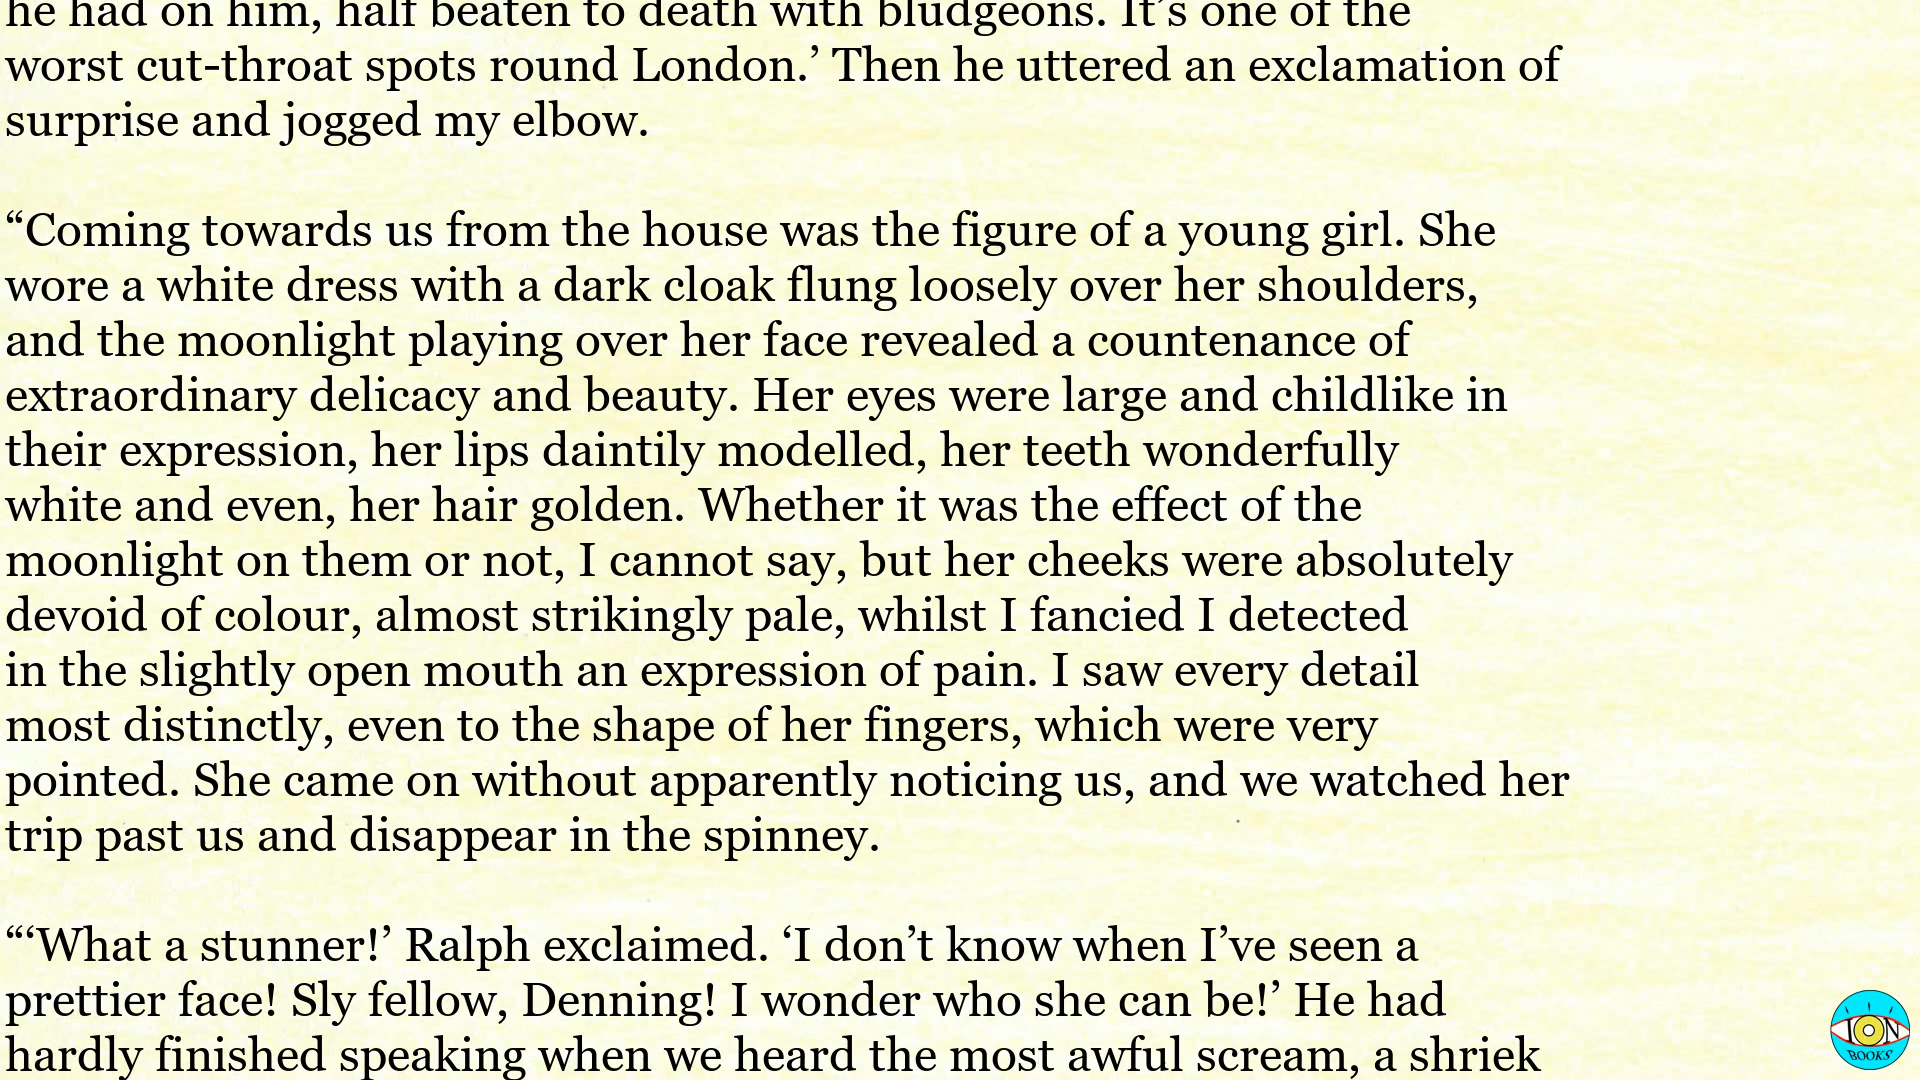 he had on him, half beaten to death with bludgeons. It’s one of the
worst cut-throat spots round London.’ Then he uttered an exclamation of
surprise and jogged my elbow.
“Coming towards us from the house was the figure of a young girl. She
wore a white dress with a dark cloak flung loosely over her shoulders,
and the moonlight playing over her face revealed a countenance of
extraordinary delicacy and beauty. Her eyes were large and childlike in
their expression, her lips daintily modelled, her teeth wonderfully
white and even, her hair golden. Whether it was the effect of the
moonlight on them or not, I cannot say, but her cheeks were absolutely
devoid of colour, almost strikingly pale, whilst I fancied I detected
in the slightly open mouth an expression of pain. I saw every detail
most distinctly, even to the shape of her fingers, which were very
pointed. She came on without apparently noticing us, and we watched her
trip past us and disappear in the spinney.
“‘What a stunner!’ Ralph exclaimed. ‘I don’t know when I’ve seen a
prettier face! Sly fellow, Denning! I wonder who she can be!’ He had
hardly finished speaking when we heard the most awful scream, a shriek
ION
BOOKS